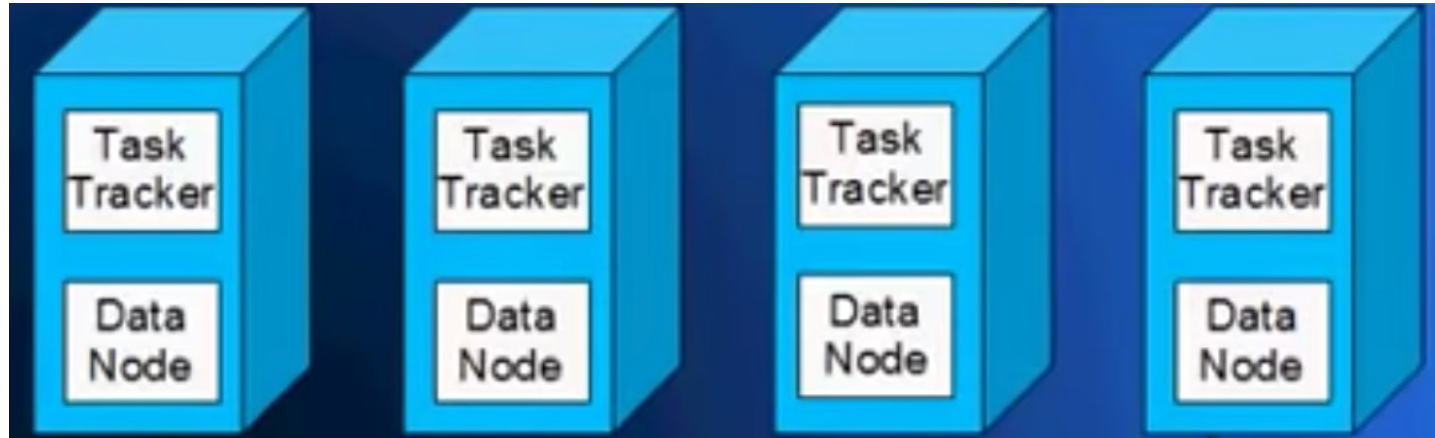 Task
Tracker
Data
Node
Task
Tracker
Data
Node
Task
Tracker
Data
Node
Task
Tracker
Data
Node